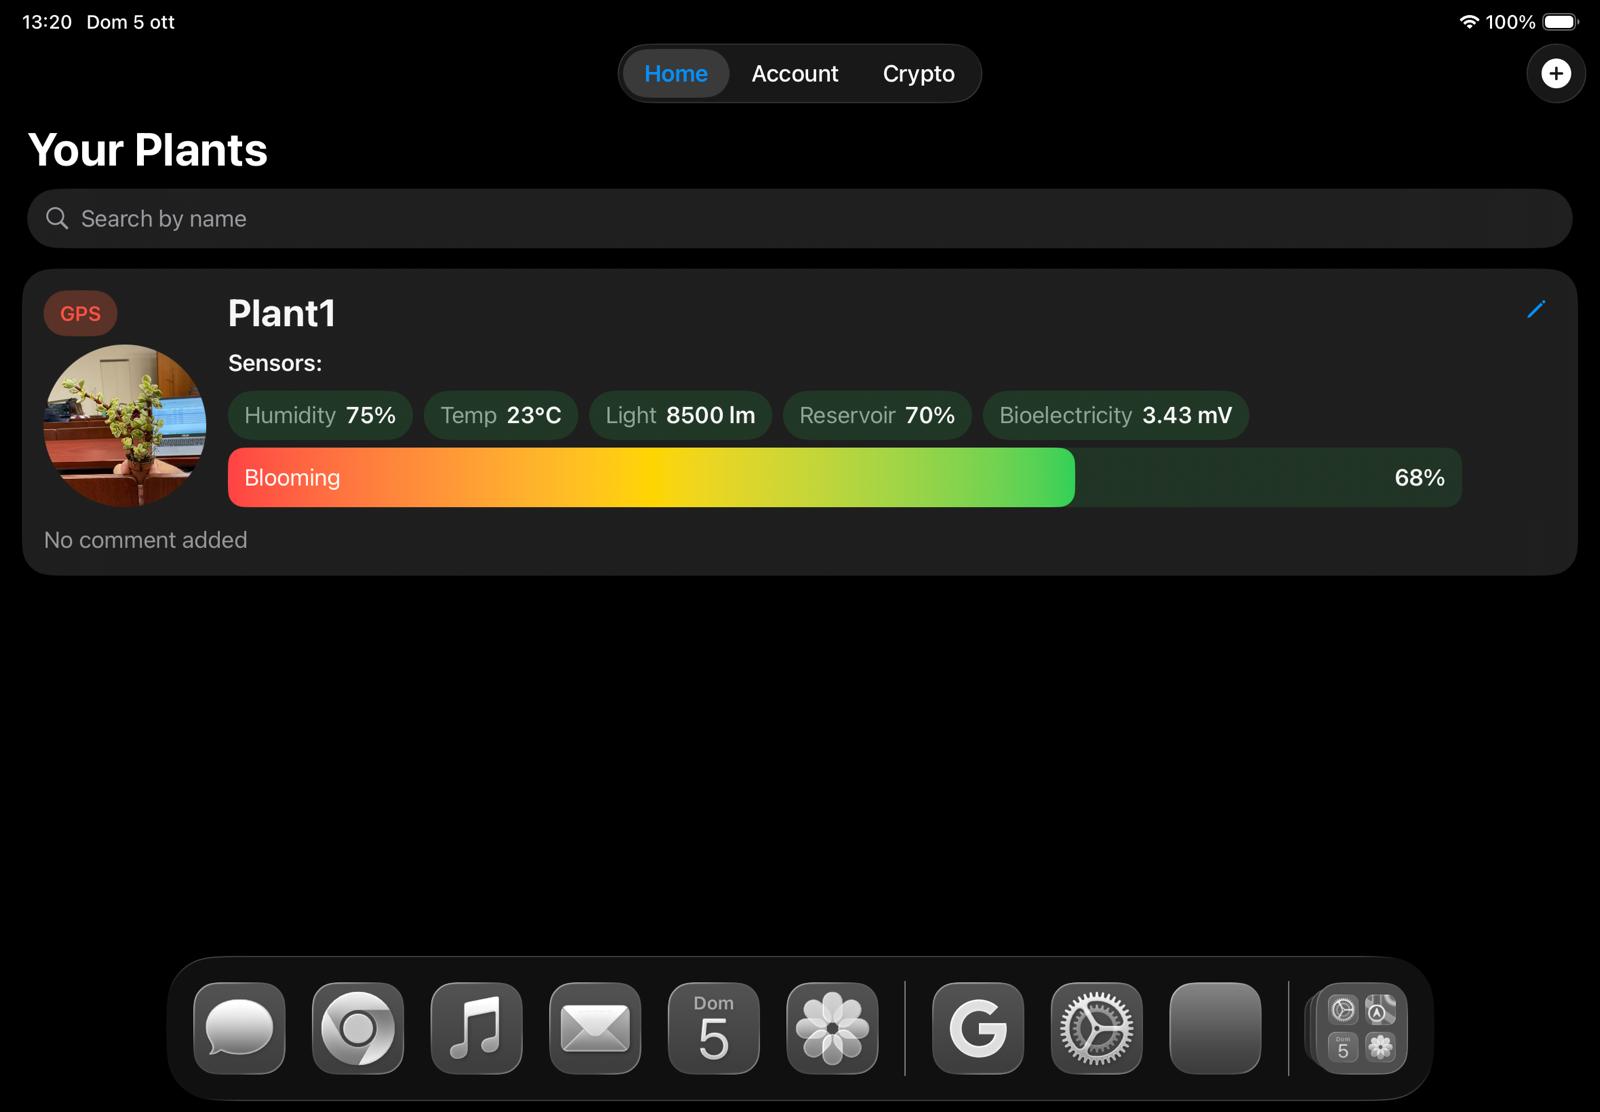 13:20 Dom 5 ott 100%
Home Account Crypto
Your Plants
Search by name
GPS
Plant1
Sensors:
Humidity 75% Temp 23°C Light 8500 lm Reservoir 70% Bioelectricity 3.43 mV
Blooming 68%
No comment added
Dom
5
G
Dom
5